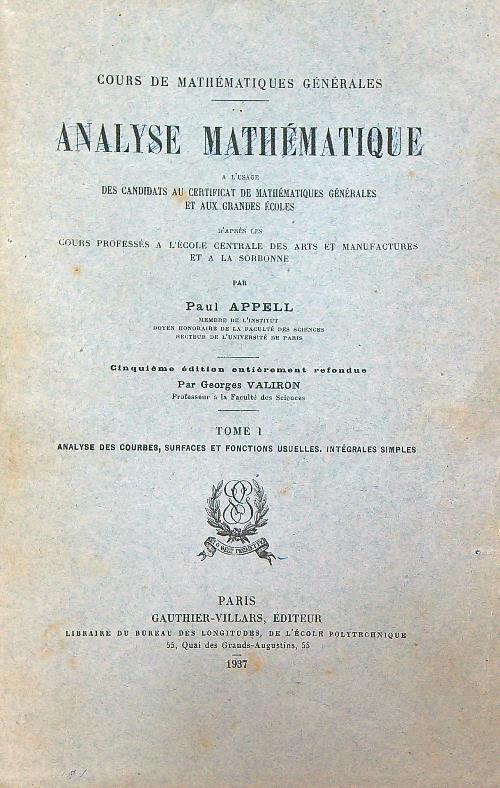 COURS DE MATHÉMATIQUES GÉNÉRALES
ANALYSE MATHÉMATIQUE
A L'USAGE
DES CANDIDATS AU CERTIFICAT DE MATHÉMATIQUES GÉNÉRALES
ET AUX GRANDES ÉCOLES
D'APRÈS LES
COURS PROFESSÉS A L'ÉCOLE CENTRALE DES ARTS ET MANUFACTURES
ET A LA SORBONNE
PAR
Paul APPELL
MEMBRE DE L'INSTITUT
DOYEN HONORAIRE DE LA FACULTÉ DES SCIENCES
RECTEUR DE L'UNIVERSITÉ DE PARIS
Cinquième édition entièrement refondue
Par Georges VALIRON
Professeur à la Faculté des Sciences
TOME I
ANALYSE DES COURBES, SURFACES ET FONCTIONS USUELLES. INTÉGRALES SIMPLES
PARIS
GAUTHIER-VILLARS, ÉDITEUR
LIBRAIRE DU BUREAU DES LONGITUDES, DE L'ÉCOLE POLYTECHNIQUE
55, Quai des Grands-Augustins, 55
1937